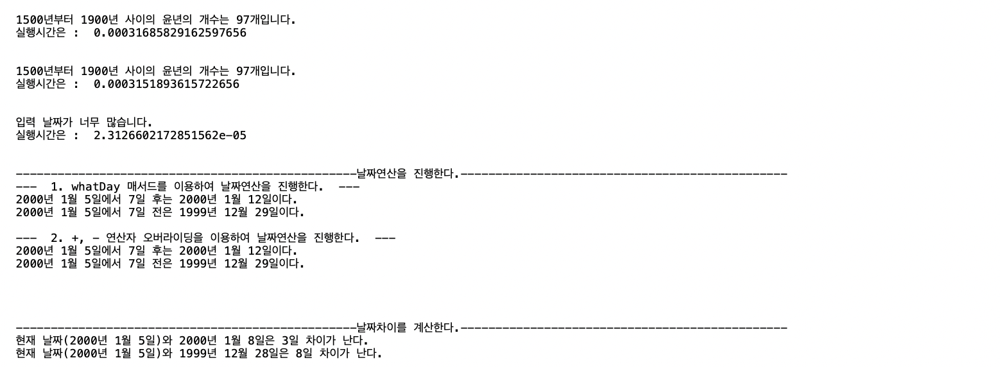 1500년부터 1900년 사이의 윤년의 개수는 97개입니다.
실행시간은 :  0.00031685829162597656
1500년부터 1900년 사이의 윤년의 개수는 97개입니다.
실행시간은 :  0.0003151893615722656
입력 날짜가 너무 많습니다.
실행시간은 :  2.3126602172851562e-05
-------------------------------------------------날짜연산을 진행한다.-----------------------------------------------
---  1. whatDay 매서드를 이용하여 날짜연산을 진행한다.  ---
2000년 1월 5일에서 7일 후는 2000년 1월 12일이다.
2000년 1월 5일에서 7일 전은 1999년 12월 29일이다.
---  2. +, - 연산자 오버라이딩을 이용하여 날짜연산을 진행한다.  ---
2000년 1월 5일에서 7일 후는 2000년 1월 12일이다.
2000년 1월 5일에서 7일 전은 1999년 12월 29일이다.
-------------------------------------------------날짜차이를 계산한다.-----------------------------------------------
현재 날짜(2000년 1월 5일)와 2000년 1월 8일은 3일 차이가 난다.
현재 날짜(2000년 1월 5일)와 1999년 12월 28일은 8일 차이가 난다.